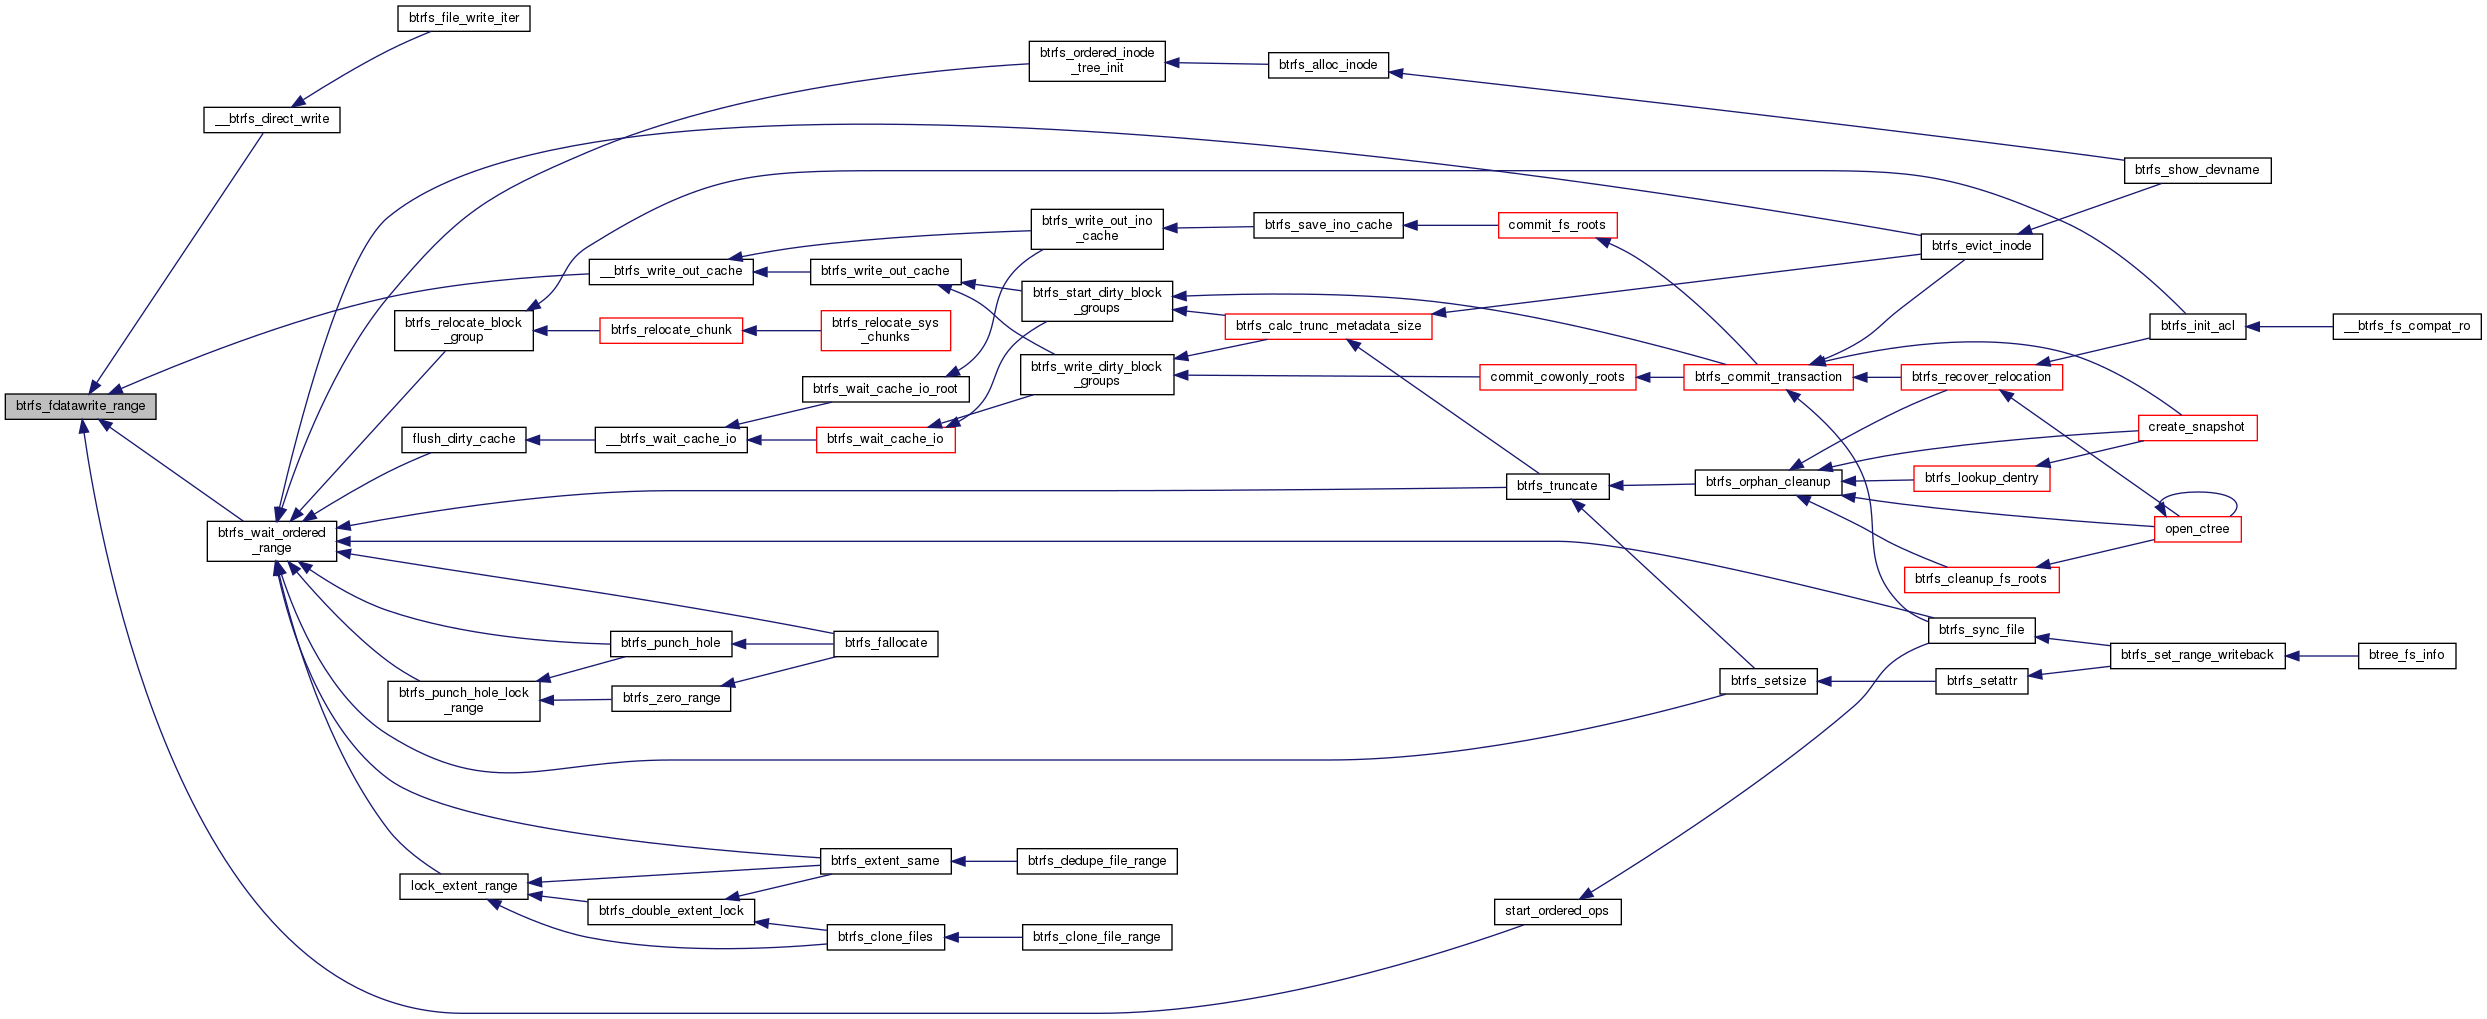 btrfs_file_write_iter
btrfs_ordered_inode
_tree_init
btrfs_alloc_inode
__btrfs_direct_write
btrfs_show_devname
btrfs_write_out_ino
_cache
btrfs_save_ino_cache
commit_fs_roots
btrfs_evict_inode
__btrfs_write_out_cache
btrfs_write_out_cache
btrfs_start_dirty_block
_groups
btrfs_relocate_block
_group
btrfs_relocate_chunk
btrfs_relocate_sys
_chunks
btrfs_calc_trunc_metadata_size
btrfs_init_acl
__btrfs_fs_compat_ro
btrfs_write_dirty_block
_groups
commit_cowonly_roots
btrfs_commit_transaction
btrfs_recover_relocation
btrfs_wait_cache_io_root
btrfs_fdatawrite_range
create_snapshot
flush_dirty_cache
__btrfs_wait_cache_io
btrfs_wait_cache_io
btrfs_truncate
btrfs_orphan_cleanup
btrfs_lookup_dentry
open_ctree
btrfs_wait_ordered
_range
btrfs_cleanup_fs_roots
btrfs_punch_hole
btrfs_fallocate
btrfs_sync_file
btrfs_set_range_writeback
btree_fs_info
btrfs_punch_hole_lock
_range
btrfs_zero_range
btrfs_setsize
btrfs_setattr
btrfs_extent_same
btrfs_dedupe_file_range
lock_extent_range
btrfs_double_extent_lock
start_ordered_ops
btrfs_clone_files
btrfs_clone_file_range